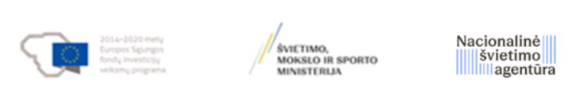 2014–2020 metų
Europos Sąjungos
fondų investicijų
veiksmų programa
ŠVIETIMO,
MOKSLO IR SPORTO
MINISTERIJA
Nacionalinė
švietimo
agentūra